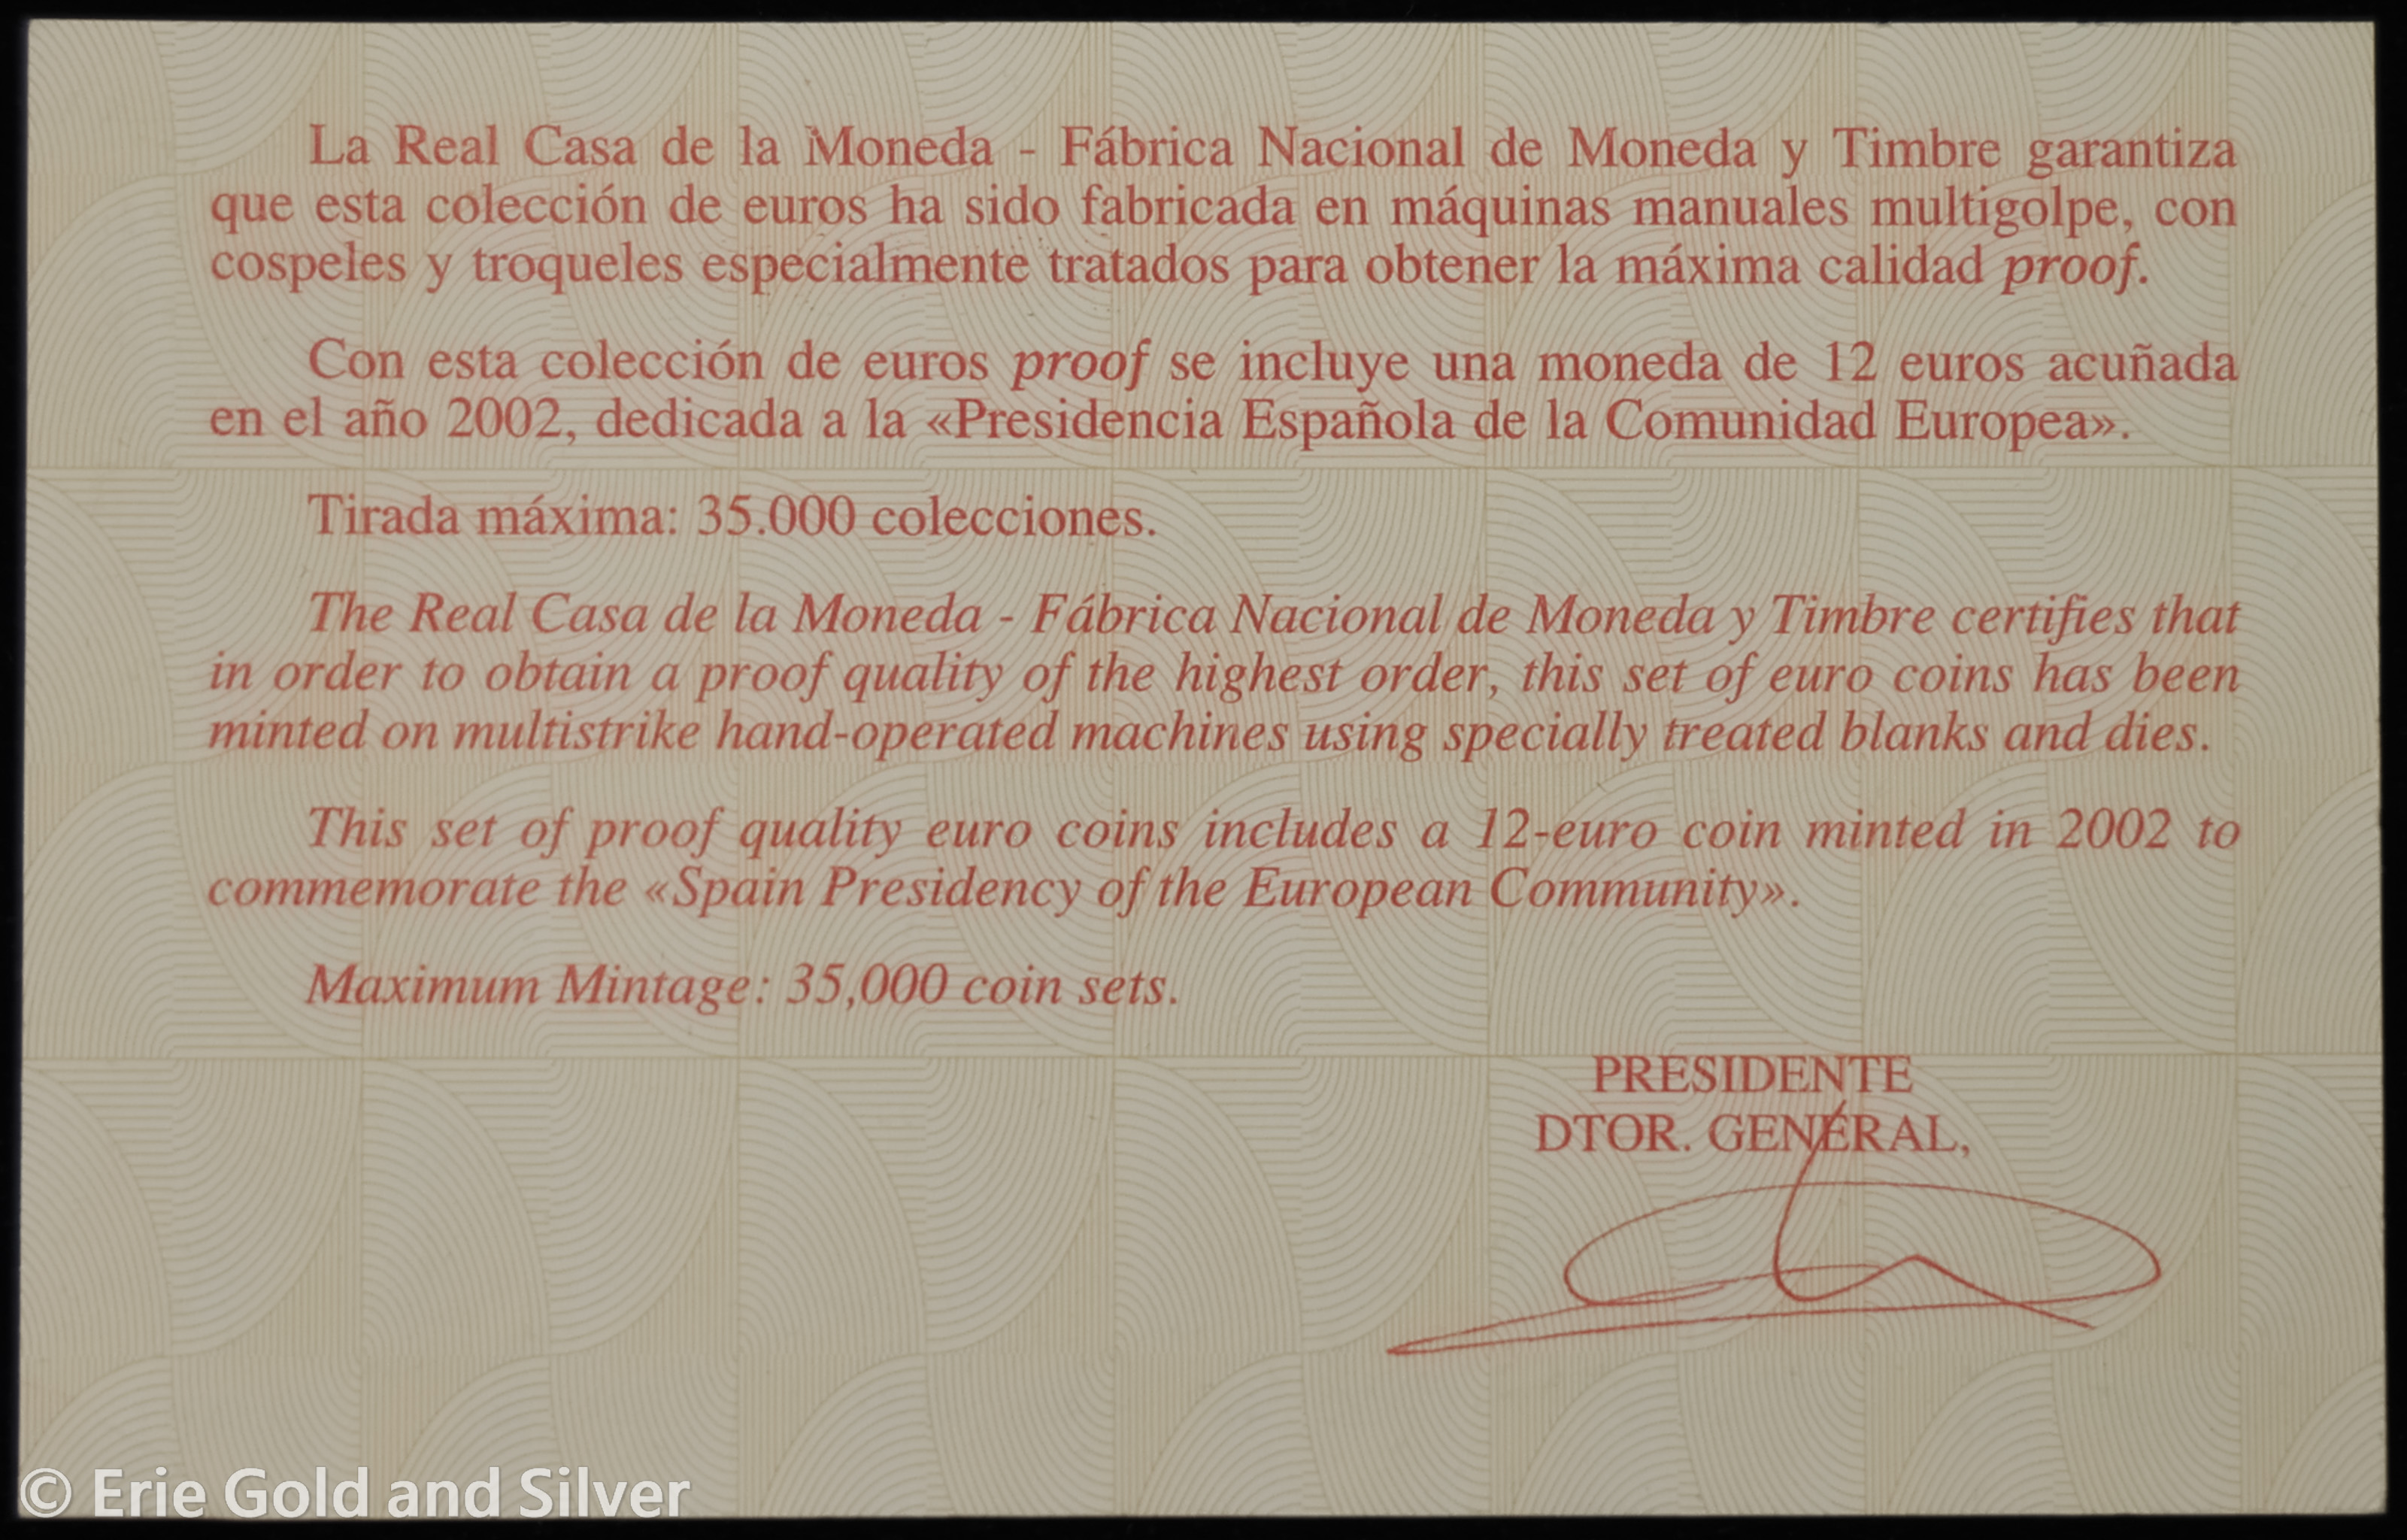 La Real Casa de la Moneda - Fábrica Nacional de Moneda y Timbre garantiza
que esta colección de euros ha sido fabricada en máquinas manuales multigolpe, con
cospeles y troqueles especialmente tratados para obtener la máxima calidad proof.
Con esta colección de euros proof se incluye una moneda de 12 euros acuñada
en el año 2002, dedicada a la «Presidencia Española de la Comunidad Europea».
Tirada máxima: 35.000 colecciones.
The Real Casa de la Moneda - Fábrica Nacional de Moneda y Timbre certifies that
in order to obtain a proof quality of the highest order, this set of euro coins has been
minted on multistrike hand-operated machines using specially treated blanks and dies.
This set of proof quality euro coins includes a 12-euro coin minted in 2002 to
commemorate the «Spain Presidency of the European Community».
Maximum Mintage: 35,000 coin sets.
PRESIDENTE
DTOR. GENERAL,
© Erie Gold and Silver